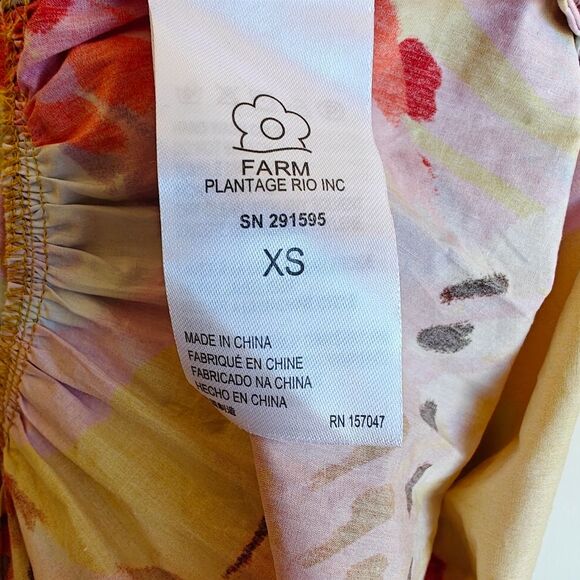 FARM
PLANTAGE RIO INC
SN 291595
XS
MADE IN CHINA
FABRIQUÉ EN CHINE
FABRICADO NA CHINA
HECHO EN CHINA
RN 157047